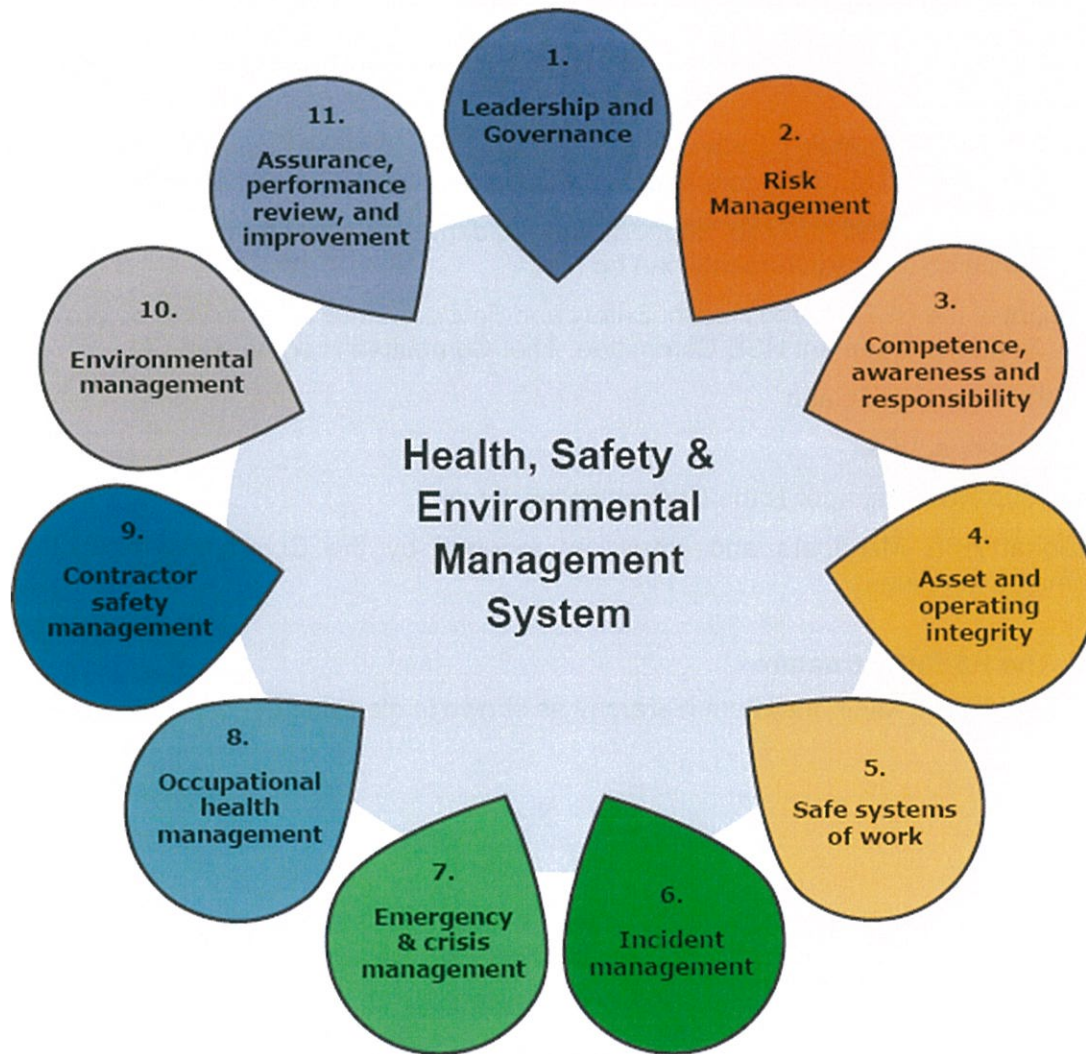 1.
Leadership and
Governance
2.
Risk
Management
3.
Competence,
awareness and
responsibility
4.
Asset and
operating
integrity
5.
Safe systems
of work
6.
Incident
management
7.
Emergency
& crisis
management
8.
Occupational
health
management
9.
Contractor
safety
management
10.
Environmental
management
11.
Assurance,
performance
review, and
improvement
Health, Safety &
Environmental
Management
System